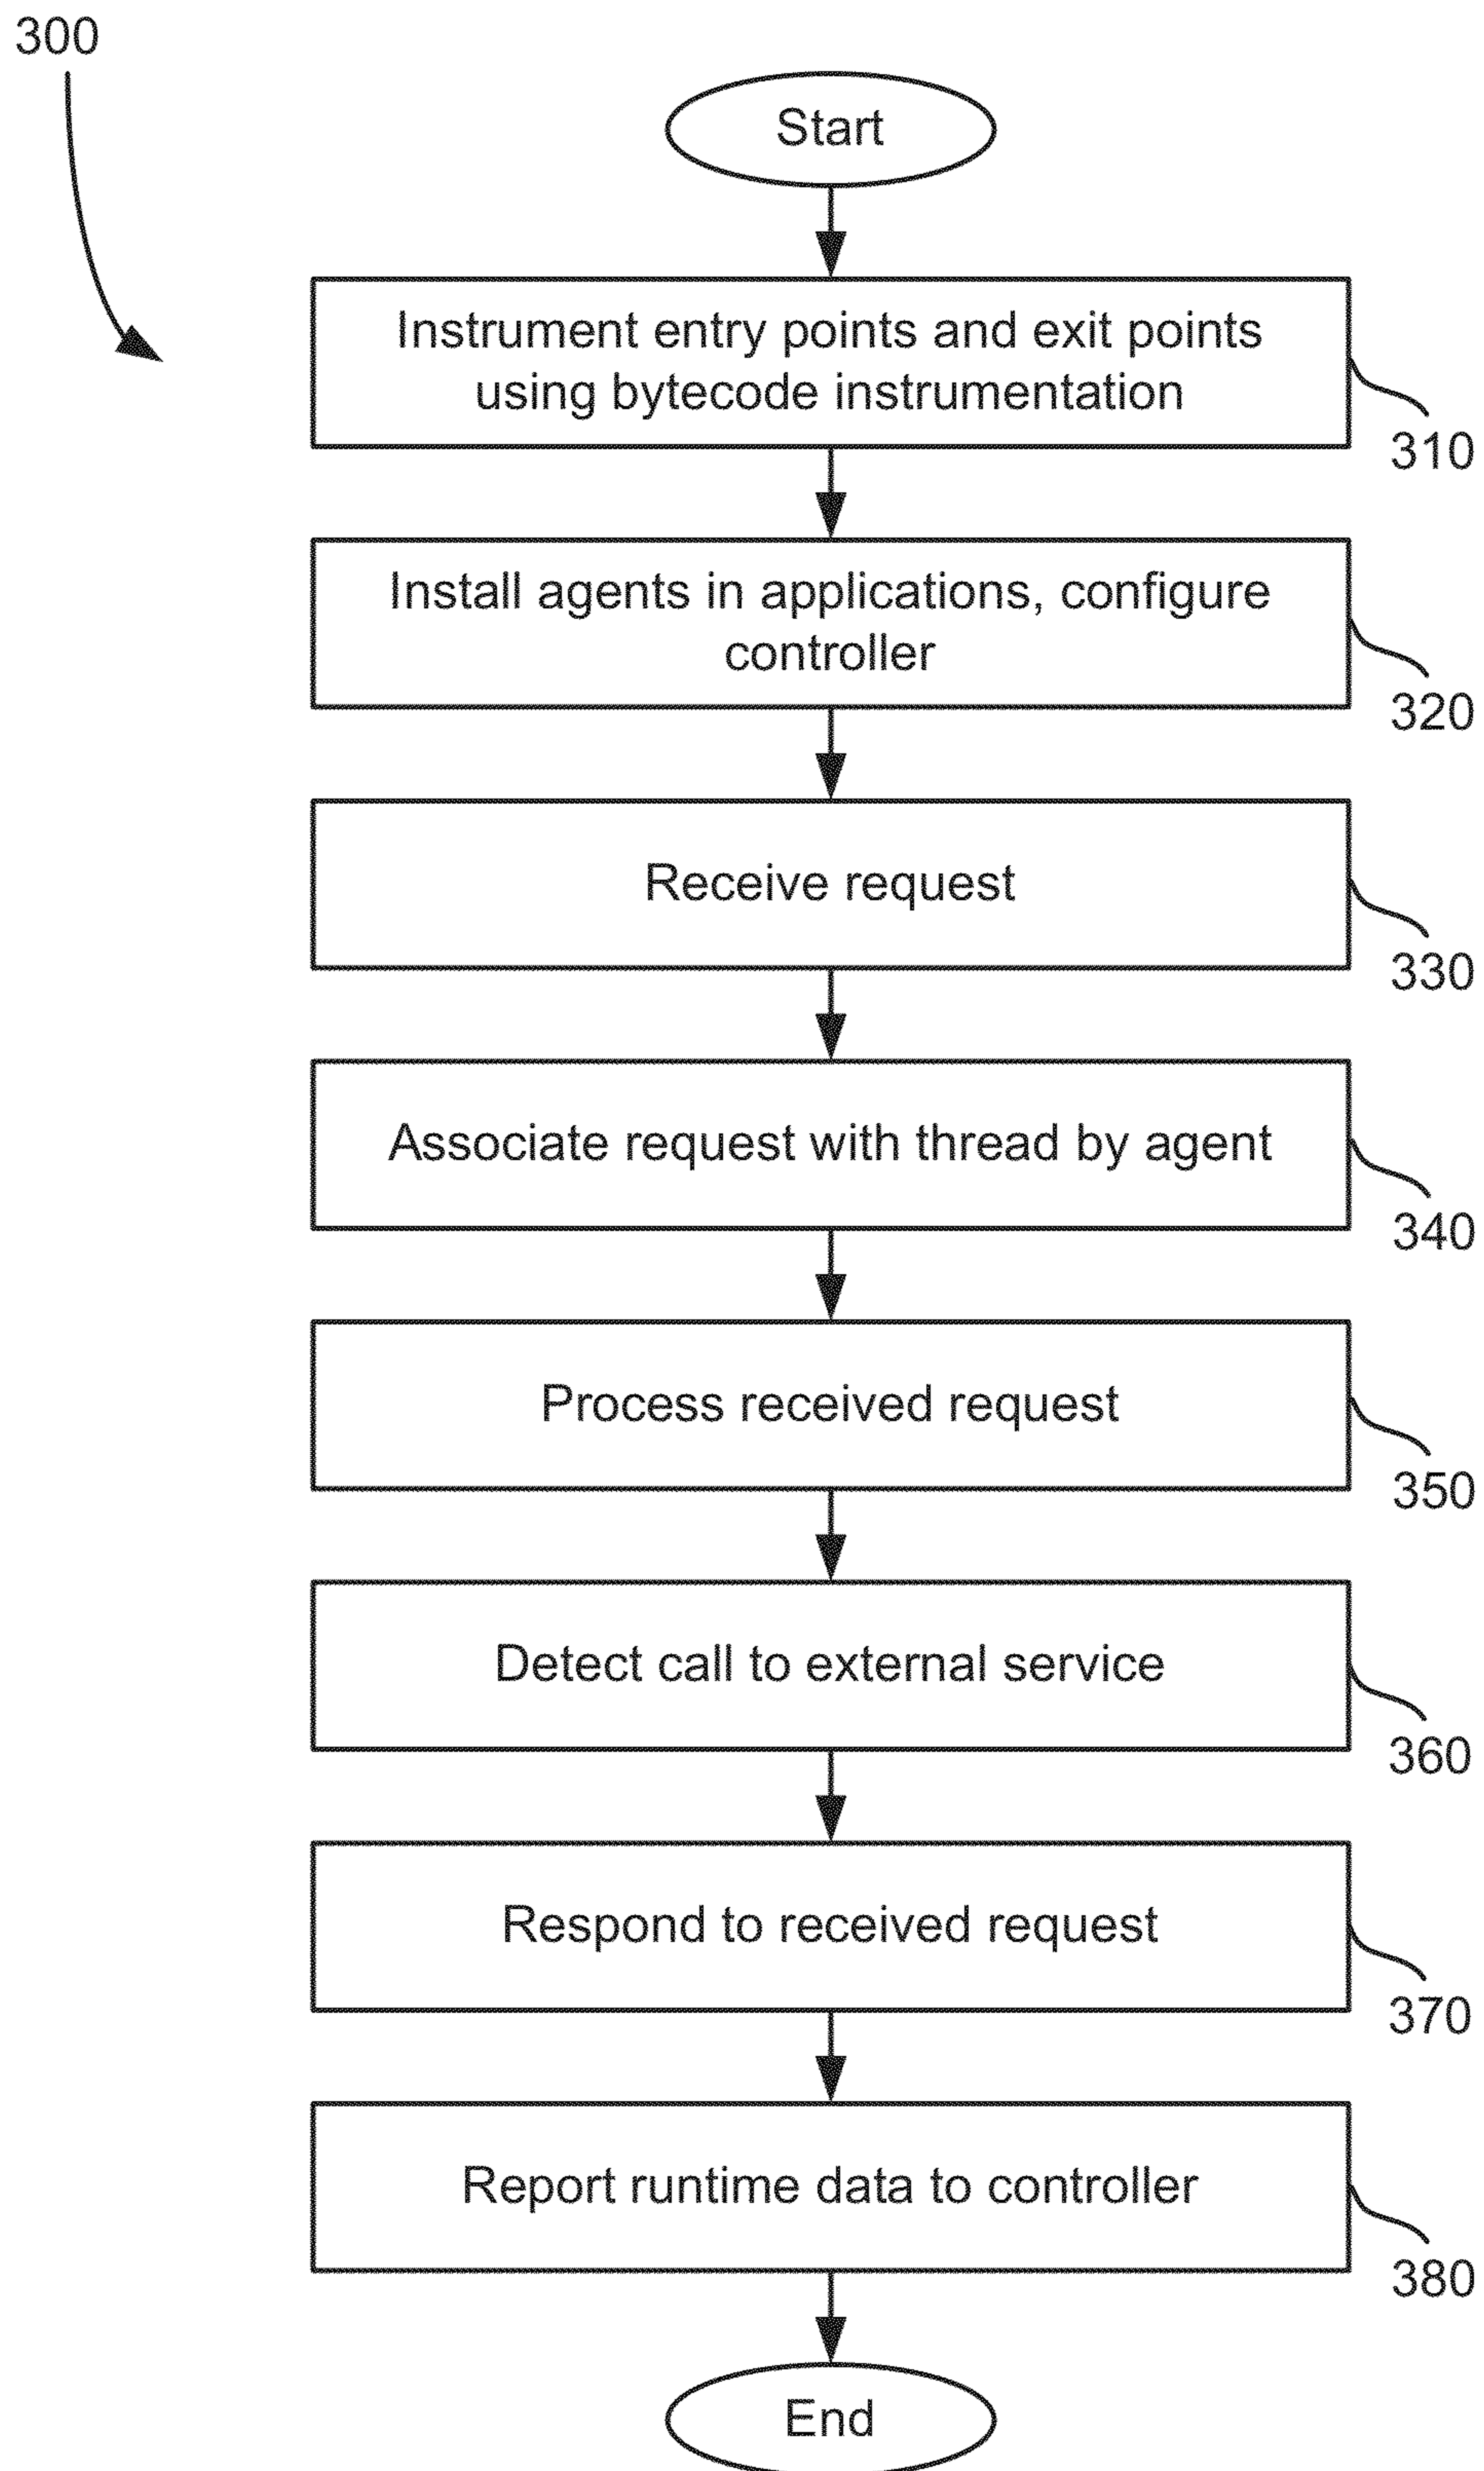 300
Start
Instrument entry points and exit points
using bytecode instrumentation
310
Install agents in applications, configure
controller
320
Receive request
330
Associate request with thread by agent
340
Process received request
350
Detect call to external service
360
Respond to received request
370
Report runtime data to controller
380
End